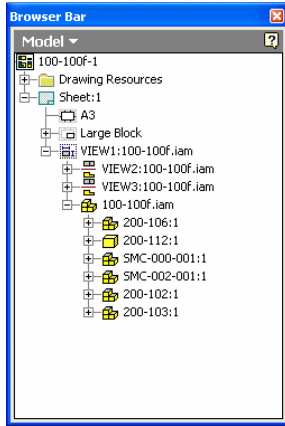 Browser Bar
Model
100-100f-1
Drawing Resources
Sheet:1
A3
Large Block
VIEW1:100-100f.iam
VIEW2:100-100f.iam
VIEW3:100-100f.iam
100-100f.iam
200-106:1
200-112:1
SMC-000-001:1
SMC-002-001:1
200-102:1
200-103:1